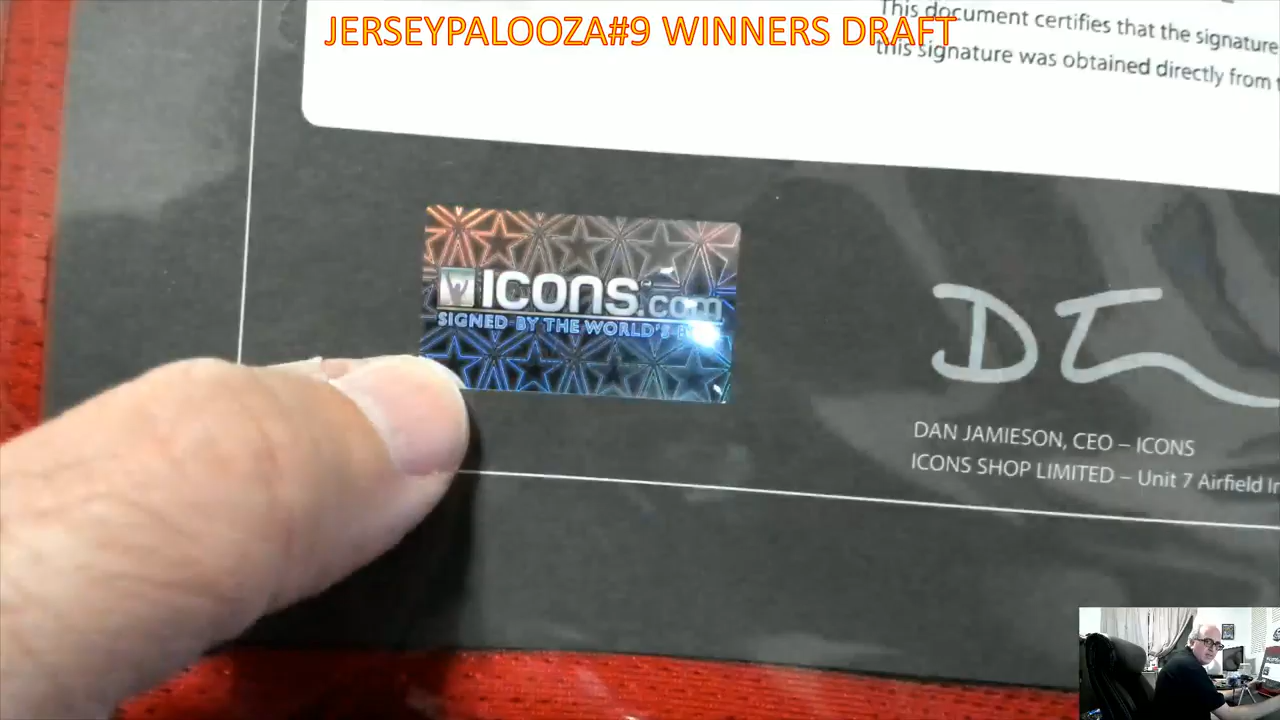 JERSEYPALOOZA#9 WINNERS DRAFT
This document certifies that the signature
this signature was obtained directly from
ICONS.com
SIGNED BY THE WORLD'S
DAN JAMIESON, CEO – ICONS
ICONS SHOP LIMITED – Unit 7 Airfield